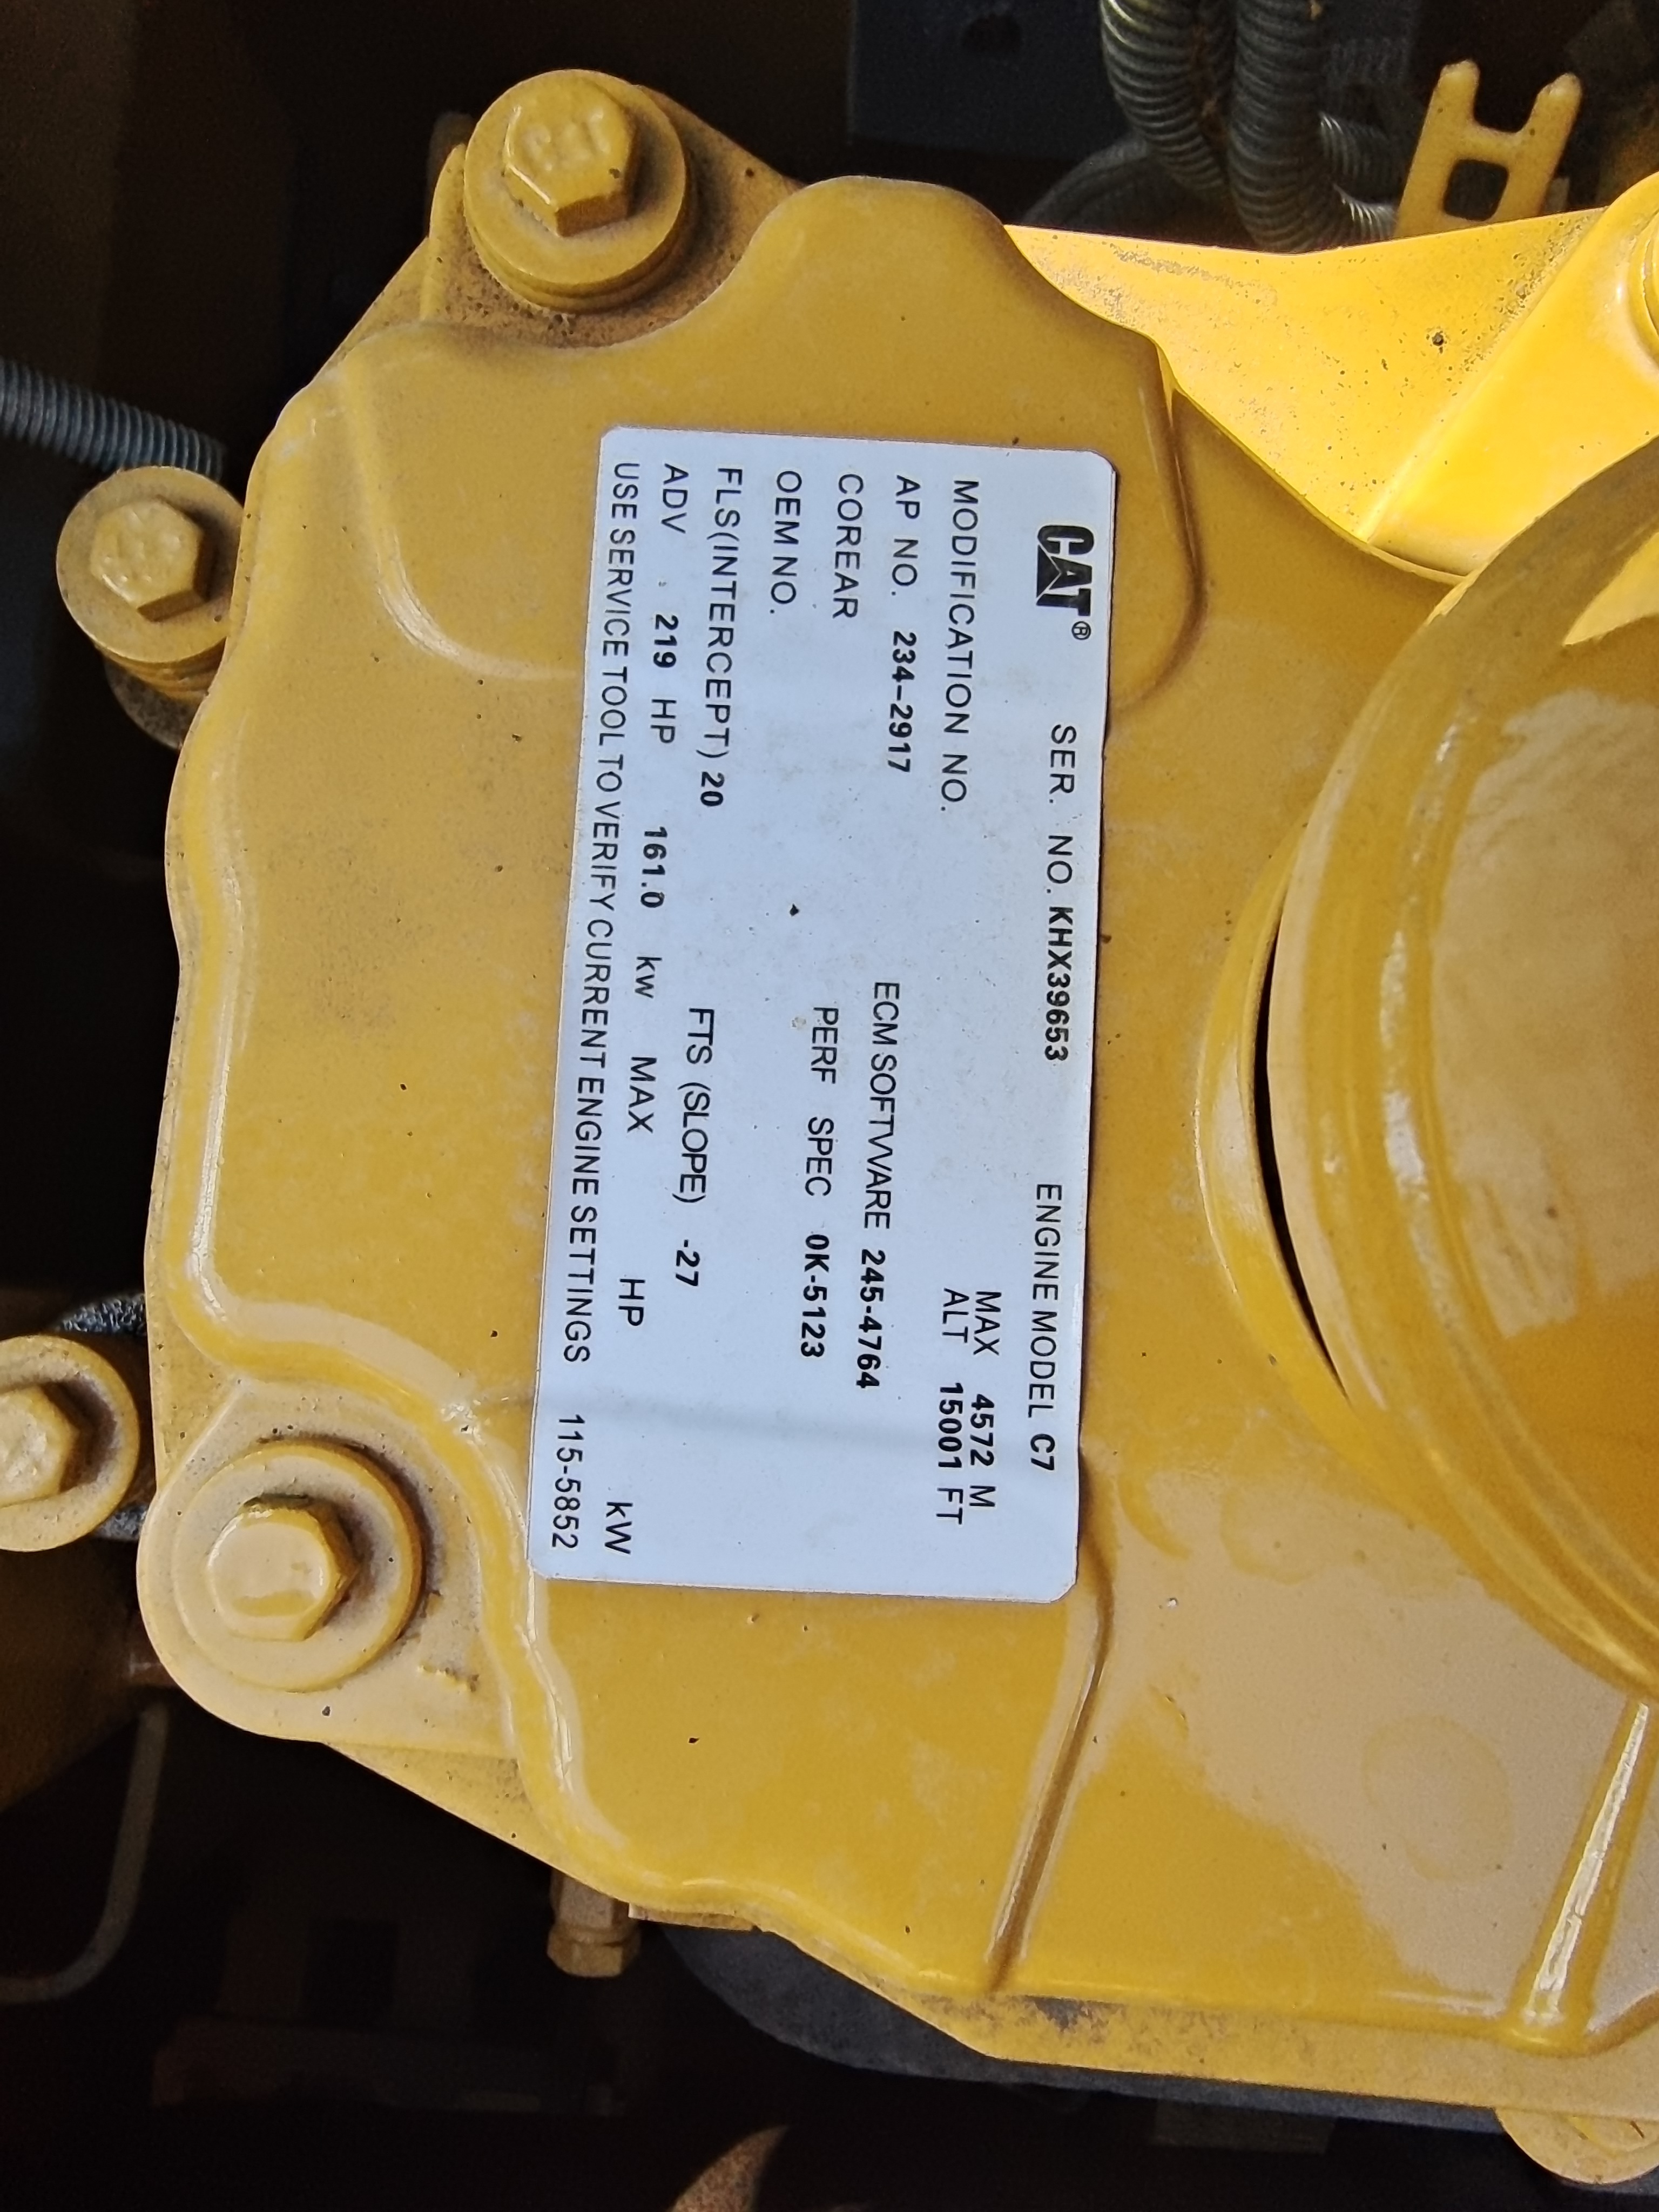 CAT® SER. NO. KHX39653 ENGINE MODEL C7
MODIFICATION NO. MAX 4572 M
ALT 15001 FT
AP NO. 234-2917 ECM SOFTWARE 245-4764
COREAR PERF SPEC 0K-5123
OEM NO.
FLS(INTERCEPT) 20 FTS (SLOPE) -27
ADV 219 HP 161.0 kW MAX HP kW
USE SERVICE TOOL TO VERIFY CURRENT ENGINE SETTINGS 115-5852